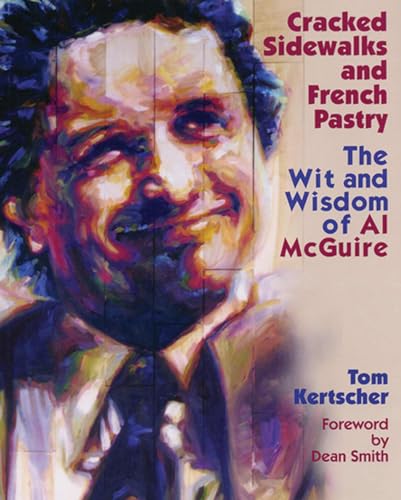 Cracked
Sidewalks
and
French
Pastry
The
Wit and
Wisdom
of Al
McGuire
Tom
Kertscher
Foreword
by
Dean Smith